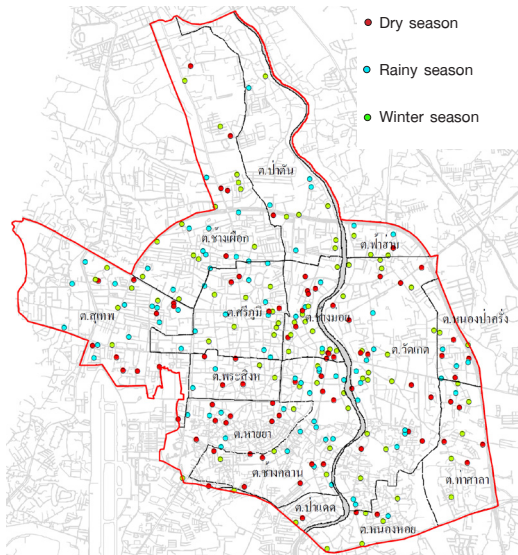 Dry season
Rainy season
Winter season
ต.ป่าตัน
ต.ช้างเผือก
ต.ฟ้าฮ่าม
ต.สุเทพ
ต.ศรีภูมิ
ต.ช้างม่อย
ต.หนองป่าครั่ง
ต.วัดเกต
ต.พระสิงห์
ต.หายยา
ต.ช้างคลาน
ต.ท่าศาลา
ต.ป่าแดด
ต.หนองหอย